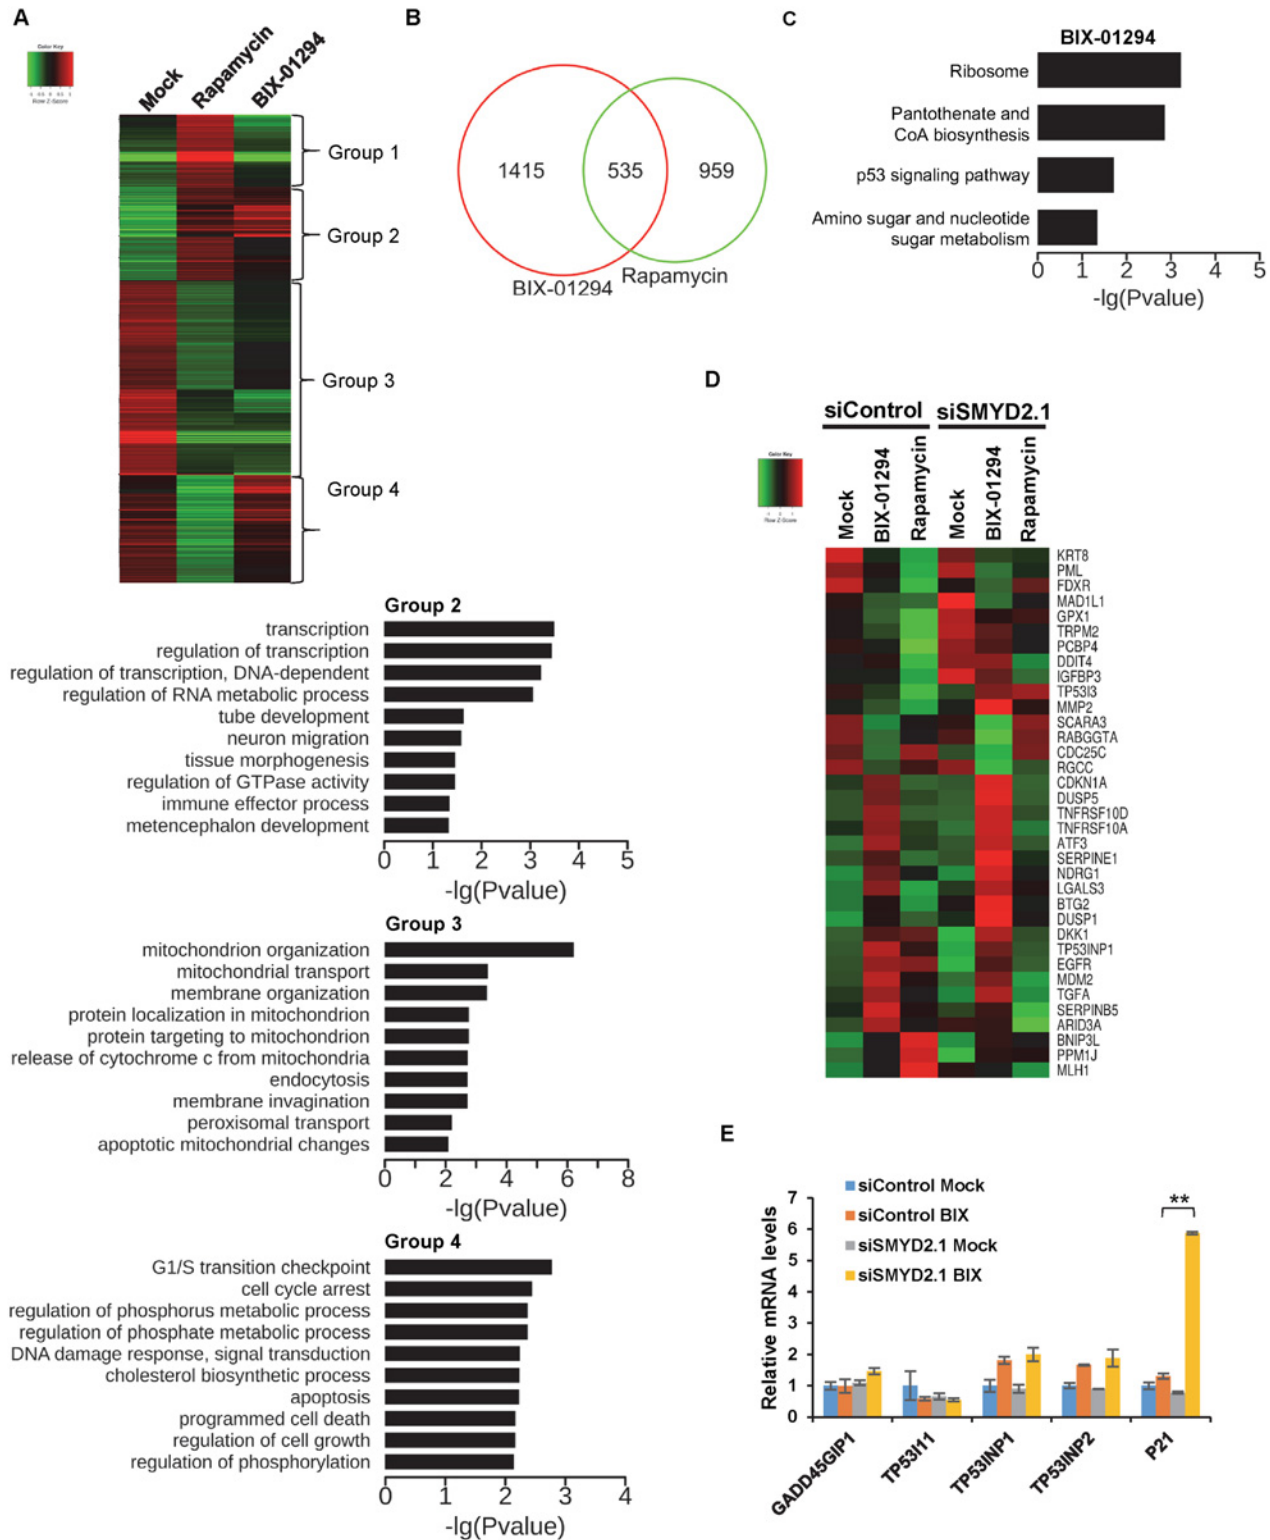 A
Color Key
Row Z-Score
Mock
Rapamycin
BIX-01294
Group 1
Group 2
Group 3
Group 4
B
1415
535
959
BIX-01294
Rapamycin
C
BIX-01294
Ribosome
Pantothenate and
CoA biosynthesis
p53 signaling pathway
Amino sugar and nucleotide
sugar metabolism
0 1 2 3 4 5
-lg(Pvalue)
Group 2
transcription
regulation of transcription
regulation of transcription, DNA-dependent
regulation of RNA metabolic process
tube development
neuron migration
tissue morphogenesis
regulation of GTPase activity
immune effector process
metencephalon development
0 1 2 3 4 5
-lg(Pvalue)
Group 3
mitochondrion organization
mitochondrial transport
membrane organization
protein localization in mitochondrion
protein targeting to mitochondrion
release of cytochrome c from mitochondria
endocytosis
membrane invagination
peroxisomal transport
apoptotic mitochondrial changes
0 2 4 6 8
-lg(Pvalue)
Group 4
G1/S transition checkpoint
cell cycle arrest
regulation of phosphorus metabolic process
regulation of phosphate metabolic process
DNA damage response, signal transduction
cholesterol biosynthetic process
apoptosis
programmed cell death
regulation of cell growth
regulation of phosphorylation
0 1 2 3 4
-lg(Pvalue)
D
siControl siSMYD2.1
Color Key
Row Z-Score
Mock
BIX-01294
Rapamycin
Mock
BIX-01294
Rapamycin
KRT8
PML
FDXR
MAD1L1
GPX1
TRPM2
PCBP4
DDIT4
IGFBP3
TP53I3
MMP2
SCARA3
RABGGTA
CDC25C
RGCC
CDKN1A
DUSP5
TNFRSF10D
TNFRSF10A
ATF3
SERPINE1
NDRG1
LGALS3
BTG2
DUSP1
DKK1
TP53INP1
EGFR
MDM2
TGFA
SERPINB5
ARID3A
BNIP3L
PPM1J
MLH1
E
siControl Mock
siControl BIX
siSMYD2.1 Mock
siSMYD2.1 BIX
**
Relative mRNA levels
7
6
5
4
3
2
1
0
GADD45GIP1
TP53I11
TP53INP1
TP53INP2
P21